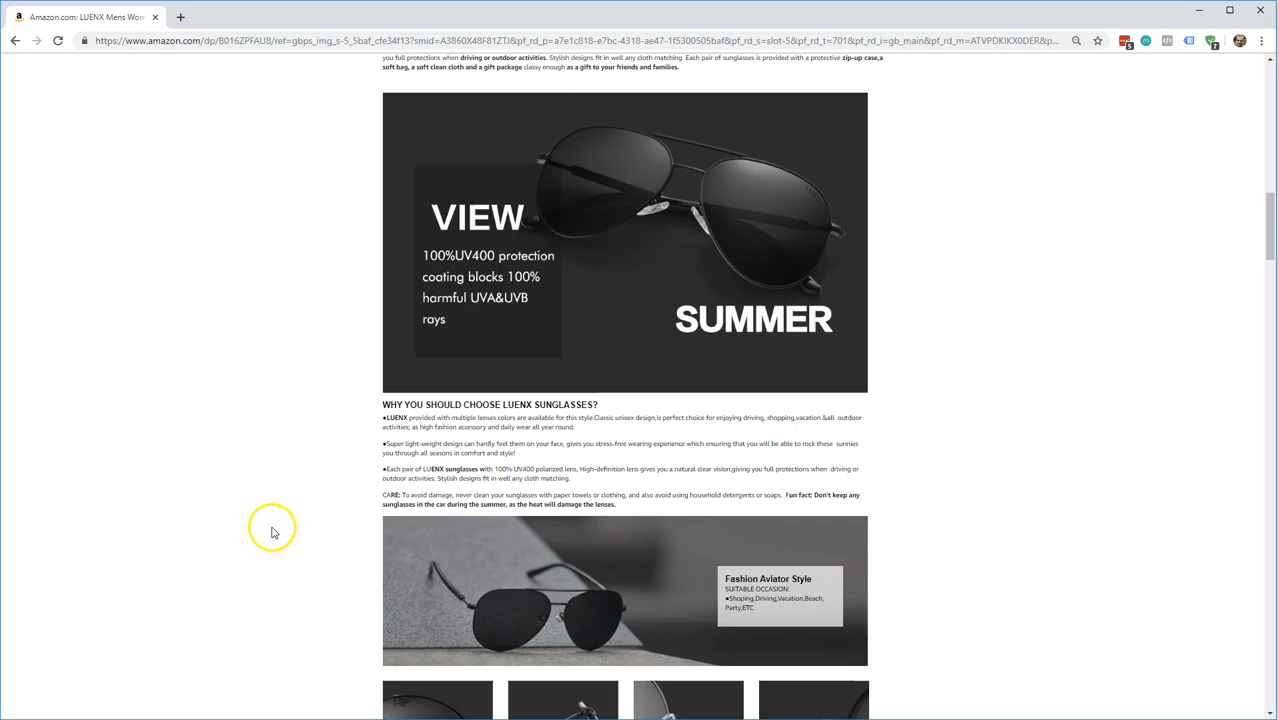 Amazon.com: LUENX Mens Wom
https://www.amazon.com/dp/B016ZPFAU8/ref=gbps_img_s-5_5baf_cfe34f13?smid=A3860X48F81ZTJ&pf_rd_p=a7e1c818-e7bc-4318-ae47-1f5300505baf&pf_rd_s=slot-5&pf_rd_t=701&pf_rd_i=gb_main&pf_rd_m=ATVPDKIKX0DER&p...
5
7
you full protections when driving or outdoor activities. Stylish designs fit in well any cloth matching. Each pair of sunglasses is provided with a protective zip-up case,a
soft bag, a soft clean cloth and a gift package classy enough as a gift to your friends and families.
VIEW
100%UV400 protection
coating blocks 100%
harmful UVA&UVB
rays
SUMMER
WHY YOU SHOULD CHOOSE LUENX SUNGLASSES?
●LUENX provided with multiple lenses colors are available for this style.Classic unisex design,is perfect choice for enjoying driving, shopping,vacation &all outdoor
activities; as high fashion accessory and daily wear all year round.
●Super light-weight design can hardly feel them on your face, gives you stress-free wearing experience which ensuring that you will be able to rock these sunnies
you through all seasons in comfort and style!
●Each pair of LUENX sunglasses with 100% UV400 polarized lens, High-definition lens gives you a natural clear vision,giving you full protections when driving or
outdoor activities. Stylish designs fit in well any cloth matching.
CARE: To avoid damage, never clean your sunglasses with paper towels or clothing, and also avoid using household detergents or soaps. Fun fact: Don't keep any
sunglasses in the car during the summer, as the heat will damage the lenses.
Fashion Aviator Style
SUITABLE OCCASION:
●Shoping,Driving,Vacation,Beach,
Party,ETC